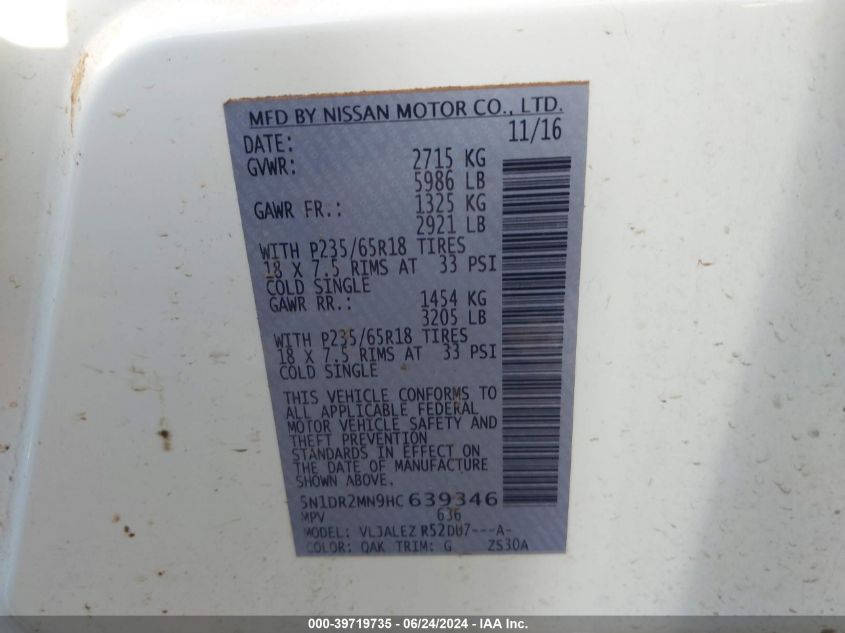 MFD BY NISSAN MOTOR CO., LTD.
DATE: 11/16
GVWR: 2715 KG
5986 LB
GAWR FR.: 1325 KG
2921 LB
WITH P235/65R18 TIRES
18 X 7.5 RIMS AT 33 PSI
COLD SINGLE
GAWR RR.: 1454 KG
3205 LB
WITH P235/65R18 TIRES
18 X 7.5 RIMS AT 33 PSI
COLD SINGLE
THIS VEHICLE CONFORMS TO
ALL APPLICABLE FEDERAL
MOTOR VEHICLE SAFETY AND
THEFT PREVENTION
STANDARDS IN EFFECT ON
THE DATE OF MANUFACTURE
SHOWN ABOVE.
5N1DR2MN9HC639346
MPV 636
MODEL: VLJALEZ R52DU7---A-
COLOR: QAK TRIM: G ZS30A
000-39719735 - 06/24/2024 - IAA Inc.